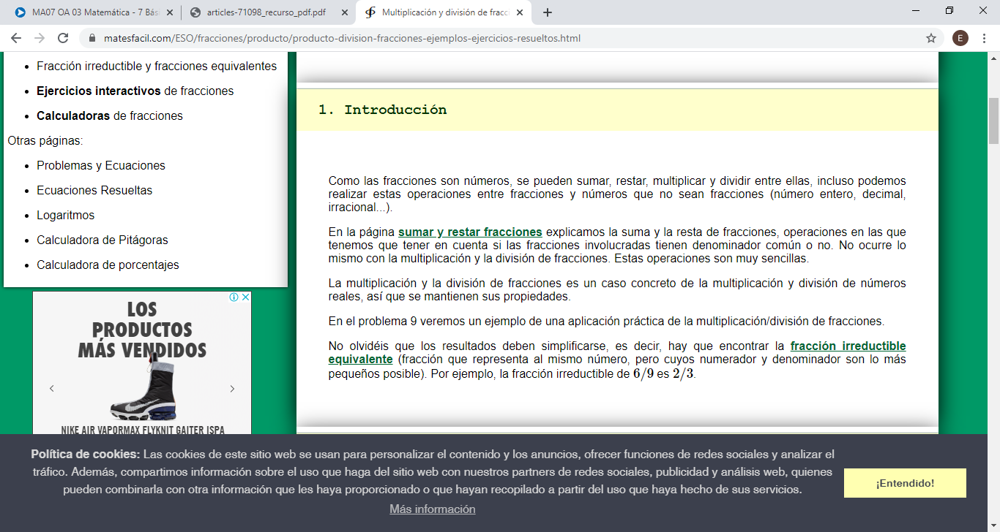 MA07 OA 03 Matemática - 7 Bás
articles-71098_recurso_pdf.pdf
Multiplicación y división de fracc
matesfacil.com/ESO/fracciones/producto/producto-division-fracciones-ejemplos-ejercicios-resueltos.html
E
• Fracción irreductible y fracciones equivalentes
• Ejercicios interactivos de fracciones
• Calculadoras de fracciones
Otras páginas:
• Problemas y Ecuaciones
• Ecuaciones Resueltas
• Logaritmos
• Calculadora de Pitágoras
• Calculadora de porcentajes
LOS
PRODUCTOS
MÁS VENDIDOS
NIKE AIR VAPORMAX FLYKNIT GAITER ISPA
1. Introducción
Como las fracciones son números, se pueden sumar, restar, multiplicar y dividir entre ellas, incluso podemos
realizar estas operaciones entre fracciones y números que no sean fracciones (número entero, decimal,
irracional...).
En la página sumar y restar fracciones explicamos la suma y la resta de fracciones, operaciones en las que
tenemos que tener en cuenta si las fracciones involucradas tienen denominador común o no. No ocurre lo
mismo con la multiplicación y la división de fracciones. Estas operaciones son muy sencillas.
La multiplicación y la división de fracciones es un caso concreto de la multiplicación y división de números
reales, así que se mantienen sus propiedades.
En el problema 9 veremos un ejemplo de una aplicación práctica de la multiplicación/división de fracciones.
No olvidéis que los resultados deben simplificarse, es decir, hay que encontrar la fracción irreductible
equivalente (fracción que representa al mismo número, pero cuyos numerador y denominador son lo más
pequeños posible). Por ejemplo, la fracción irreductible de 6/9 es 2/3.
Política de cookies: Las cookies de este sitio web se usan para personalizar el contenido y los anuncios, ofrecer funciones de redes sociales y analizar el
tráfico. Además, compartimos información sobre el uso que haga del sitio web con nuestros partners de redes sociales, publicidad y análisis web, quienes
pueden combinarla con otra información que les haya proporcionado o que hayan recopilado a partir del uso que haya hecho de sus servicios.
Más información
¡Entendido!